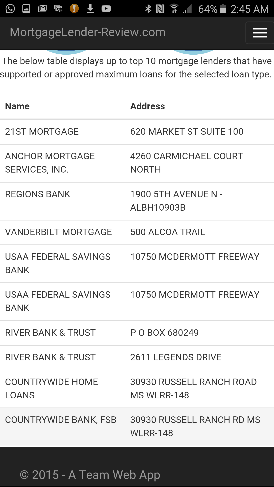 64% 2:45 AM
MortgageLender-Review.com
The below table displays up to top 10 mortgage lenders that have
supported or approved maximum loans for the selected loan type.
Name Address
21ST MORTGAGE 620 MARKET ST SUITE 100
ANCHOR MORTGAGE 4260 CARMICHAEL COURT
SERVICES, INC. NORTH
REGIONS BANK 1900 5TH AVENUE N -
ALBH10903B
VANDERBILT MORTGAGE 500 ALCOA TRAIL
USAA FEDERAL SAVINGS 10750 MCDERMOTT FREEWAY
BANK
USAA FEDERAL SAVINGS 10750 MCDERMOTT FREEWAY
BANK
RIVER BANK & TRUST P O BOX 680249
RIVER BANK & TRUST 2611 LEGENDS DRIVE
COUNTRYWIDE HOME 30930 RUSSELL RANCH ROAD
LOANS MS WLRR-148
COUNTRYWIDE BANK, FSB 30930 RUSSELL RANCH RD MS
WLRR-148
© 2015 - A Team Web App